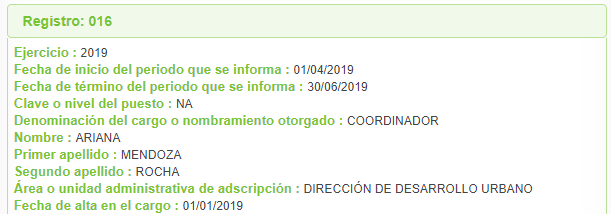 Registro: 016
Ejercicio : 2019
Fecha de inicio del periodo que se informa : 01/04/2019
Fecha de término del periodo que se informa : 30/06/2019
Clave o nivel del puesto : NA
Denominación del cargo o nombramiento otorgado : COORDINADOR
Nombre : ARIANA
Primer apellido : MENDOZA
Segundo apellido : ROCHA
Área o unidad administrativa de adscripción : DIRECCIÓN DE DESARROLLO URBANO
Fecha de alta en el cargo : 01/01/2019